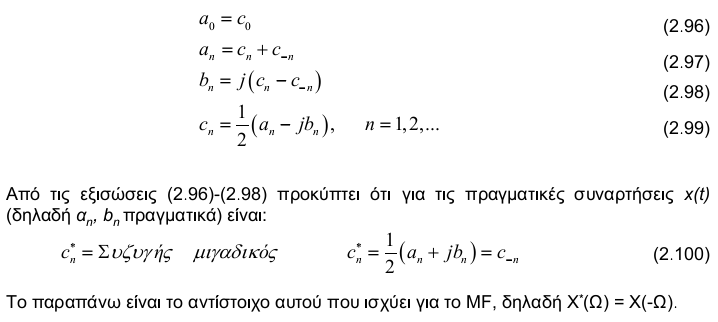 a₀ = c₀ (2.96)
aₙ = cₙ + c₋ₙ (2.97)
bₙ = j(cₙ − c₋ₙ) (2.98)
cₙ = 1/2 (aₙ − jbₙ), n = 1, 2, ... (2.99)
Από τις εξισώσεις (2.96)-(2.98) προκύπτει ότι για τις πραγματικές συναρτήσεις x(t)
(δηλαδή aₙ, bₙ πραγματικά) είναι:
cₙ* = Συζυγής μιγαδικός cₙ* = 1/2 (aₙ + jbₙ) = c₋ₙ (2.100)
Το παραπάνω είναι το αντίστοιχο αυτού που ισχύει για το MF, δηλαδή X*(Ω) = X(-Ω).